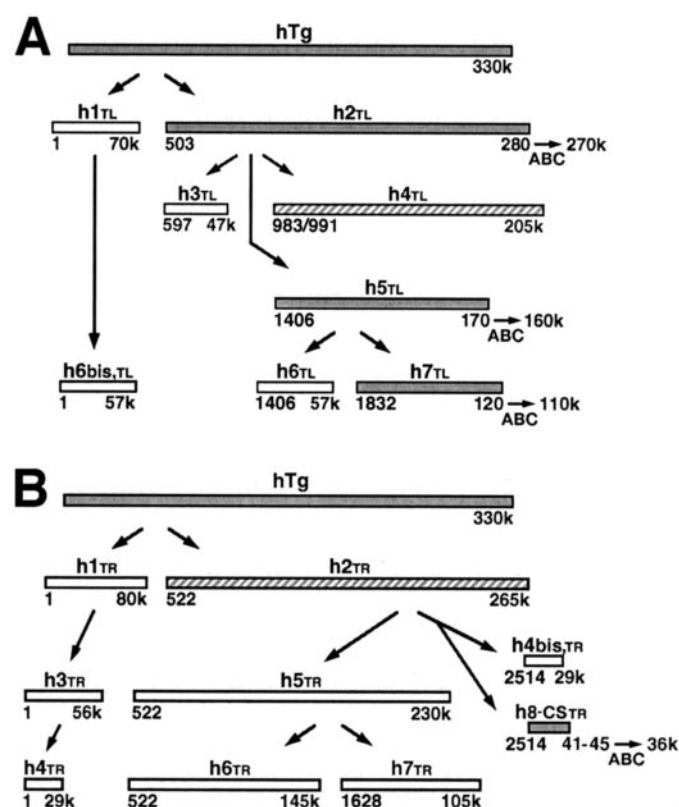 A
hTg
330k
h1TL
h2TL
1 70k
503 280 → 270k
ABC
h3TL
h4TL
597 47k
983/991 205k
h5TL
1406 170 → 160k
ABC
h6bis,TL
h6TL
h7TL
1 57k
1406 57k
1832 120 → 110k
ABC
B
hTg
330k
h1TR
h2TR
1 80k
522 265k
h4bis,TR
2514 29k
h3TR
h5TR
h8-CSTR
1 56k
522 230k
2514 41-45 → 36k
ABC
h4TR
h6TR
h7TR
1 29k
522 145k
1628 105k